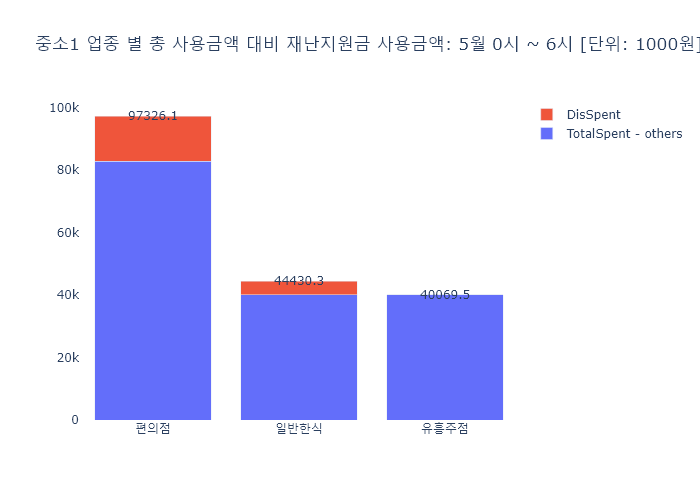 중소1 업종 별 총 사용금액 대비 재난지원금 사용금액: 5월 0시 ~ 6시 [단위: 1000원]
100k
80k
60k
40k
20k
0
97326.1
44430.3
40069.5
편의점
일반한식
유흥주점
DisSpent
TotalSpent - others